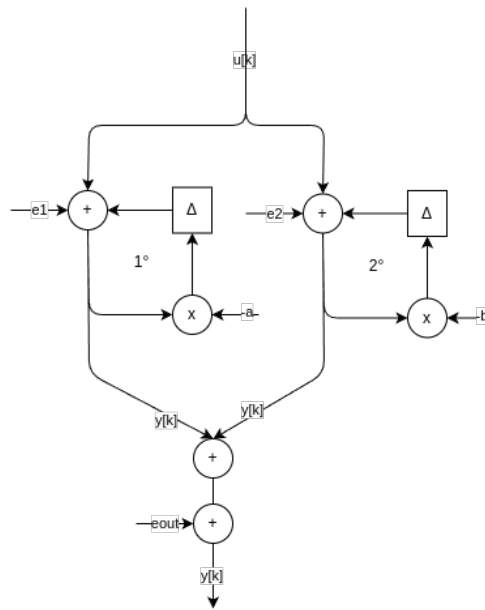 u[k]
e1
+
Δ
e2
+
Δ
1°
2°
x
-a
x
-b
y[k]
y[k]
+
eout
+
y[k]